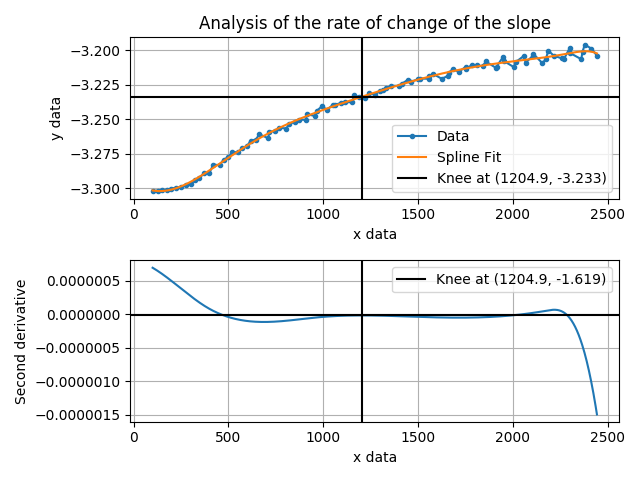 Analysis of the rate of change of the slope
−3.200
−3.225
−3.250
−3.275
−3.300
y data
Data
Spline Fit
Knee at (1204.9, -3.233)
0 500 1000 1500 2000 2500
x data
0.0000005
0.0000000
−0.0000005
−0.0000010
−0.0000015
Second derivative
Knee at (1204.9, -1.619)
0 500 1000 1500 2000 2500
x data